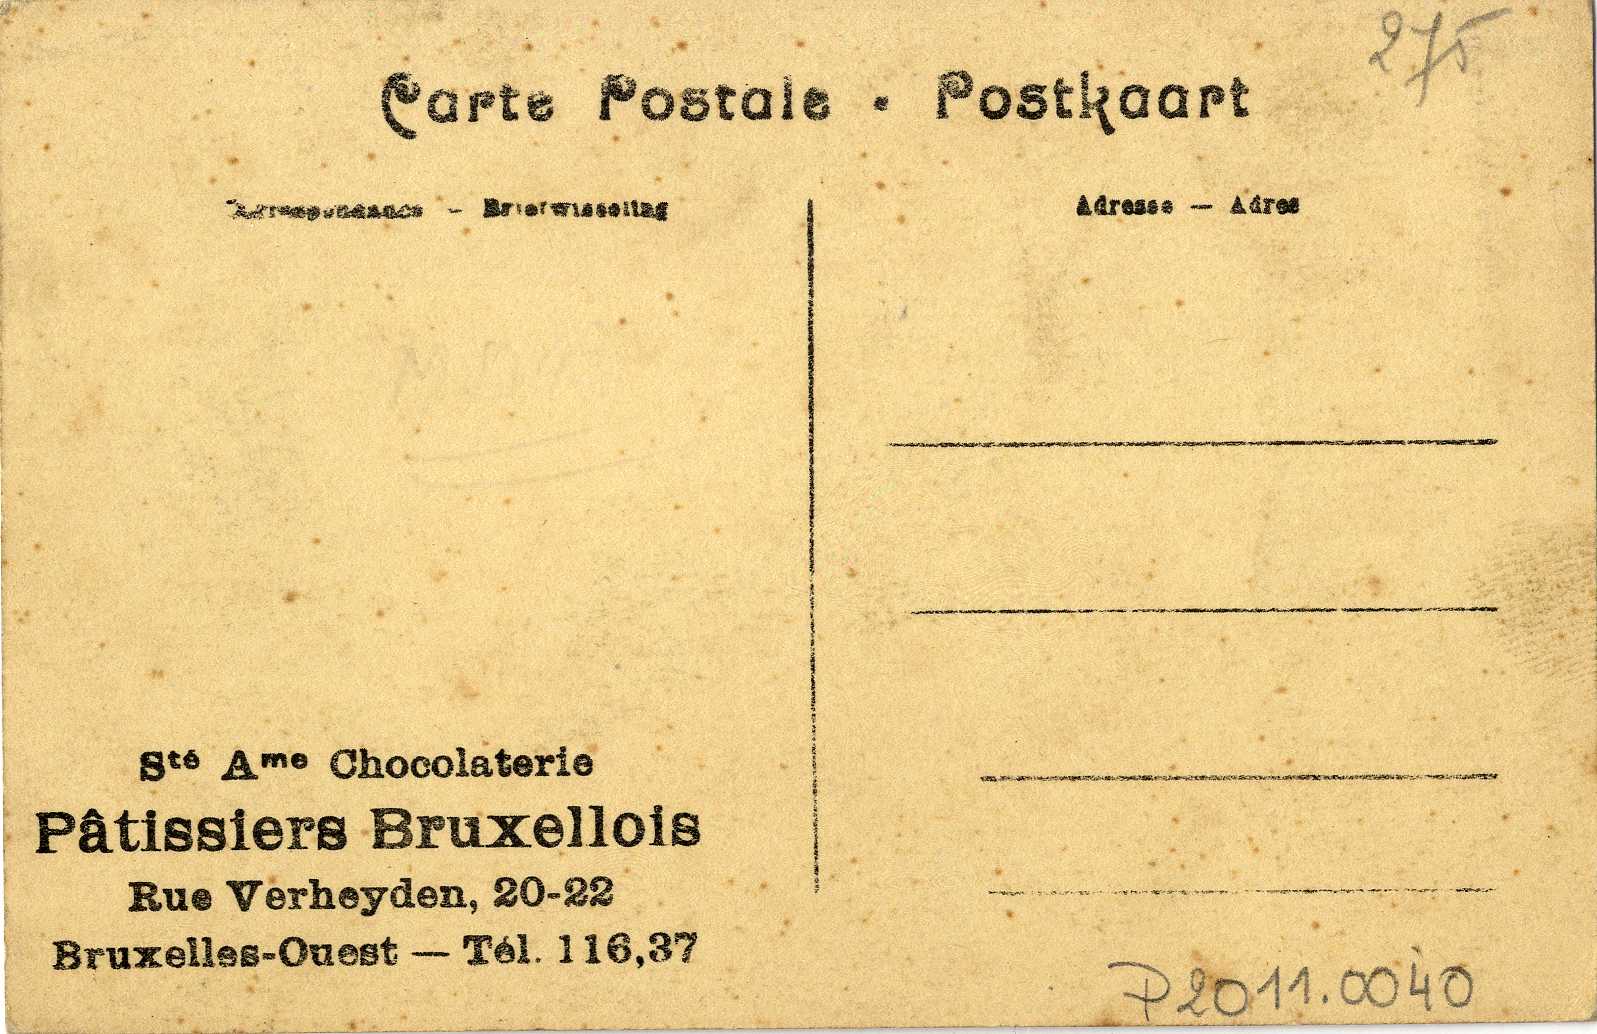 275
Carte Postale · Postkaart
Correspondance – Briefwisseling
Adresse — Adres
Sté Ame Chocolaterie
Pâtissiers Bruxellois
Rue Verheyden, 20-22
Bruxelles-Ouest — Tél. 116,37
P2011.0040